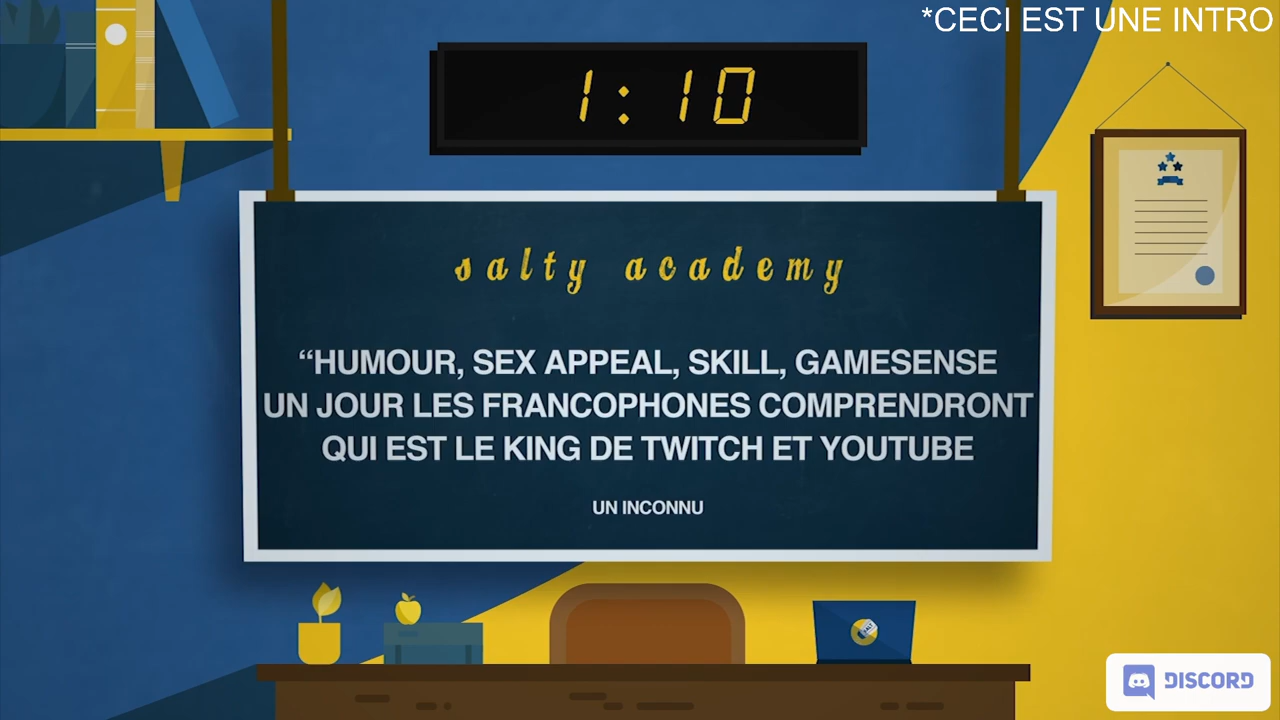 *CECI EST UNE INTRO
1:10
salty academy
“HUMOUR, SEX APPEAL, SKILL, GAMESENSE
UN JOUR LES FRANCOPHONES COMPRENDRONT
QUI EST LE KING DE TWITCH ET YOUTUBE
UN INCONNU
DISCORD